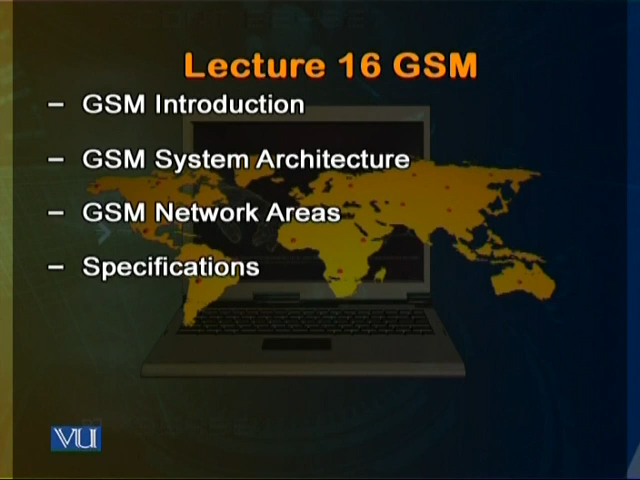 Lecture 16 GSM
– GSM Introduction
– GSM System Architecture
– GSM Network Areas
– Specifications
VU